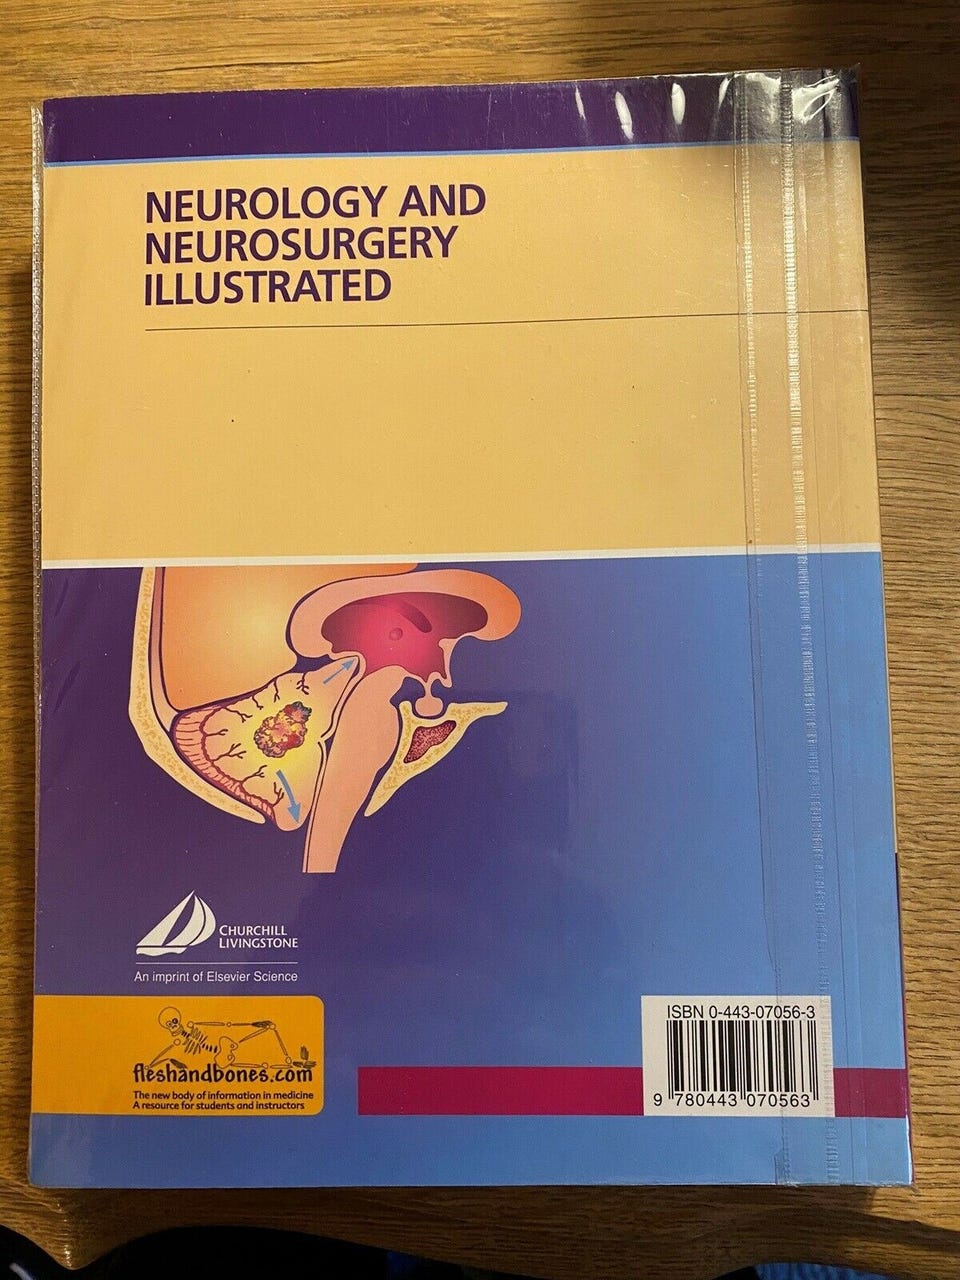 NEUROLOGY AND
NEUROSURGERY
ILLUSTRATED
CHURCHILL
LIVINGSTONE
An imprint of Elsevier Science
fleshandbones.com
The new body of information in medicine
A resource for students and instructors
ISBN 0-443-07056-3
9 780443 070563